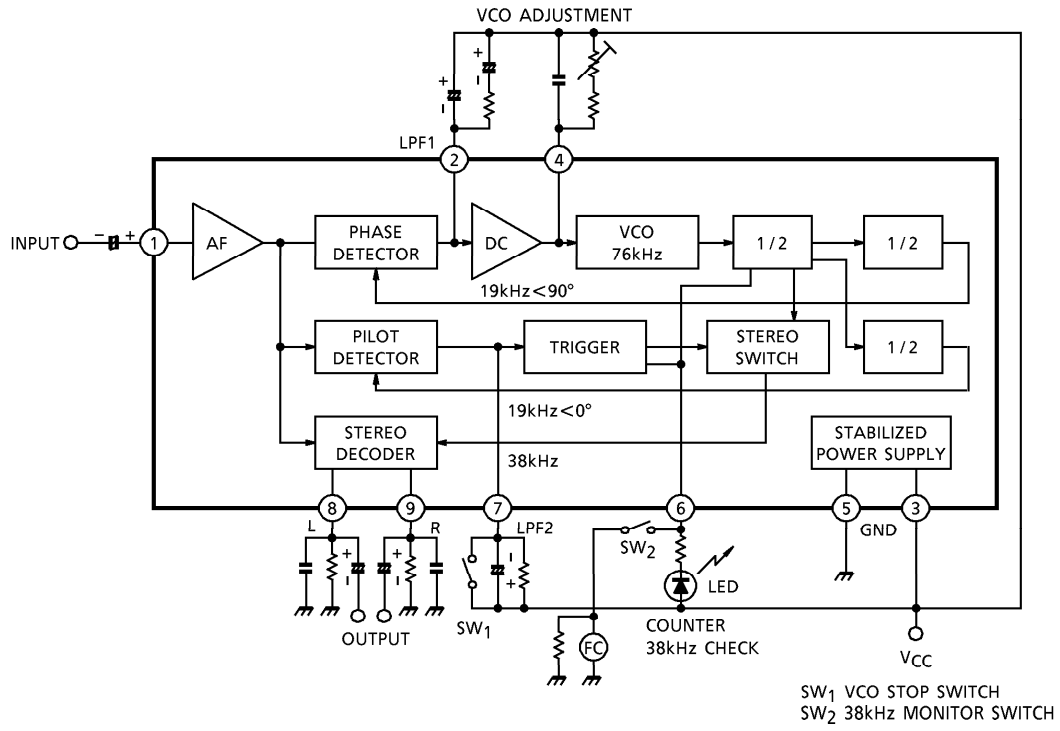 VCO ADJUSTMENT
+
-
+
-
LPF1
2
4
INPUT
- +
1
AF
PHASE
DETECTOR
DC
VCO
76kHz
1/2
1/2
19kHz<90°
PILOT
DETECTOR
TRIGGER
STEREO
SWITCH
1/2
19kHz<0°
STEREO
DECODER
38kHz
STABILIZED
POWER SUPPLY
8
9
7
6
5
3
L
R
LPF2
SW2
GND
+
-
+
-
-
+
LED
OUTPUT
SW1
FC
COUNTER
38kHz CHECK
VCC
SW1 VCO STOP SWITCH
SW2 38kHz MONITOR SWITCH